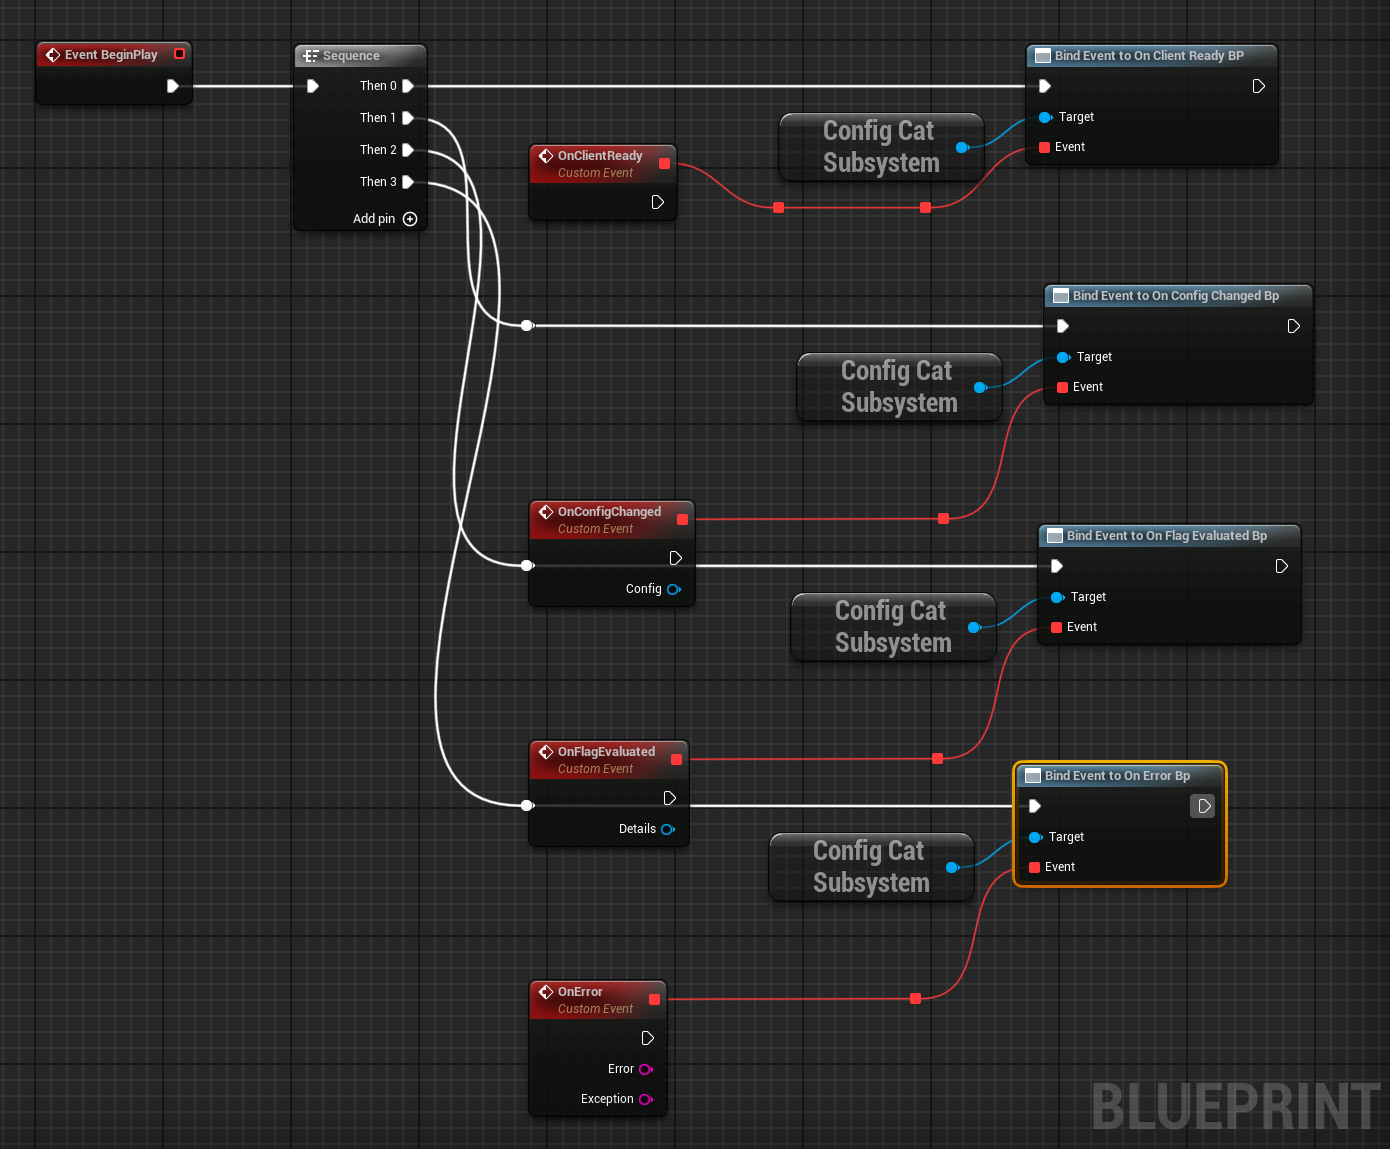 Event BeginPlay
Sequence
Then 0
Then 1
Then 2
Then 3
Add pin
OnClientReady
Custom Event
Config Cat
Subsystem
Bind Event to On Client Ready BP
Target
Event
Bind Event to On Config Changed Bp
Target
Event
Config Cat
Subsystem
OnConfigChanged
Custom Event
Config
Bind Event to On Flag Evaluated Bp
Target
Event
Config Cat
Subsystem
OnFlagEvaluated
Custom Event
Details
Bind Event to On Error Bp
Target
Event
Config Cat
Subsystem
OnError
Custom Event
Error
Exception
BLUEPRINT